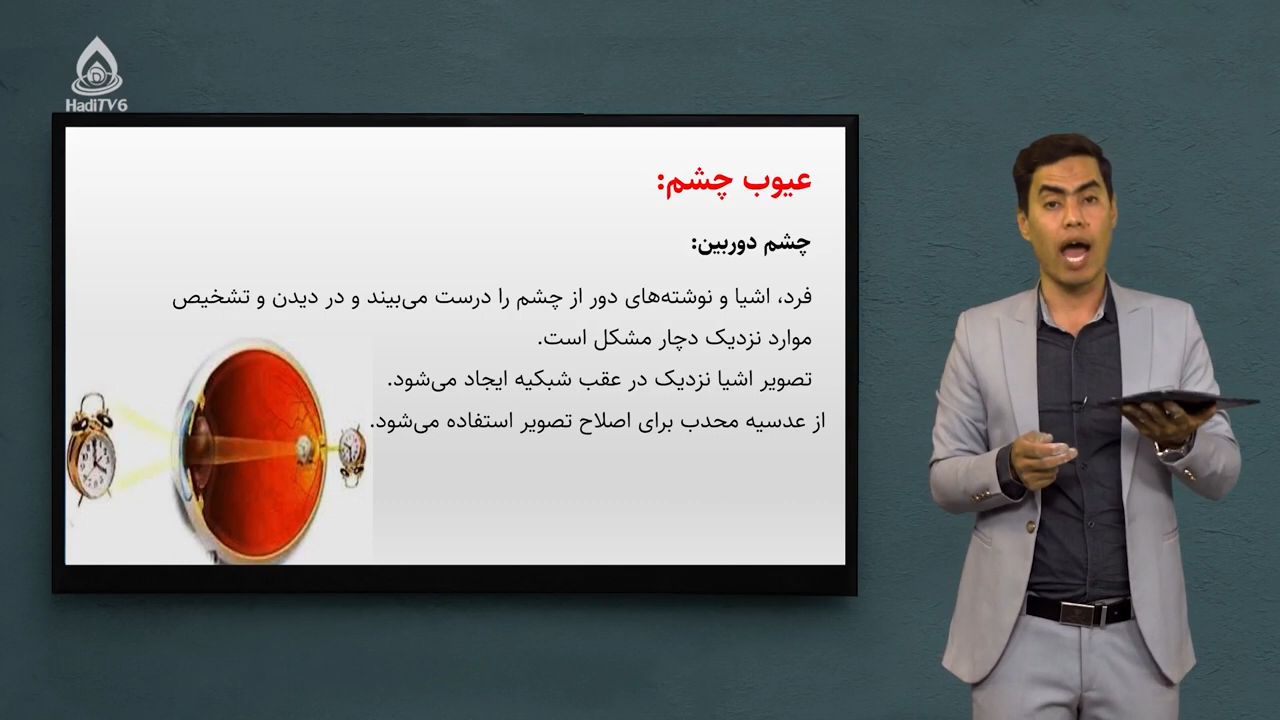 HadiTV6
عیوب چشم:
چشم دوربین:
فرد، اشیا و نوشته‌های دور از چشم را درست می‌بیند و در دیدن و تشخیص
موارد نزدیک دچار مشکل است.
تصویر اشیا نزدیک در عقب شبکیه ایجاد می‌شود.
از عدسیه محدب برای اصلاح تصویر استفاده می‌شود.